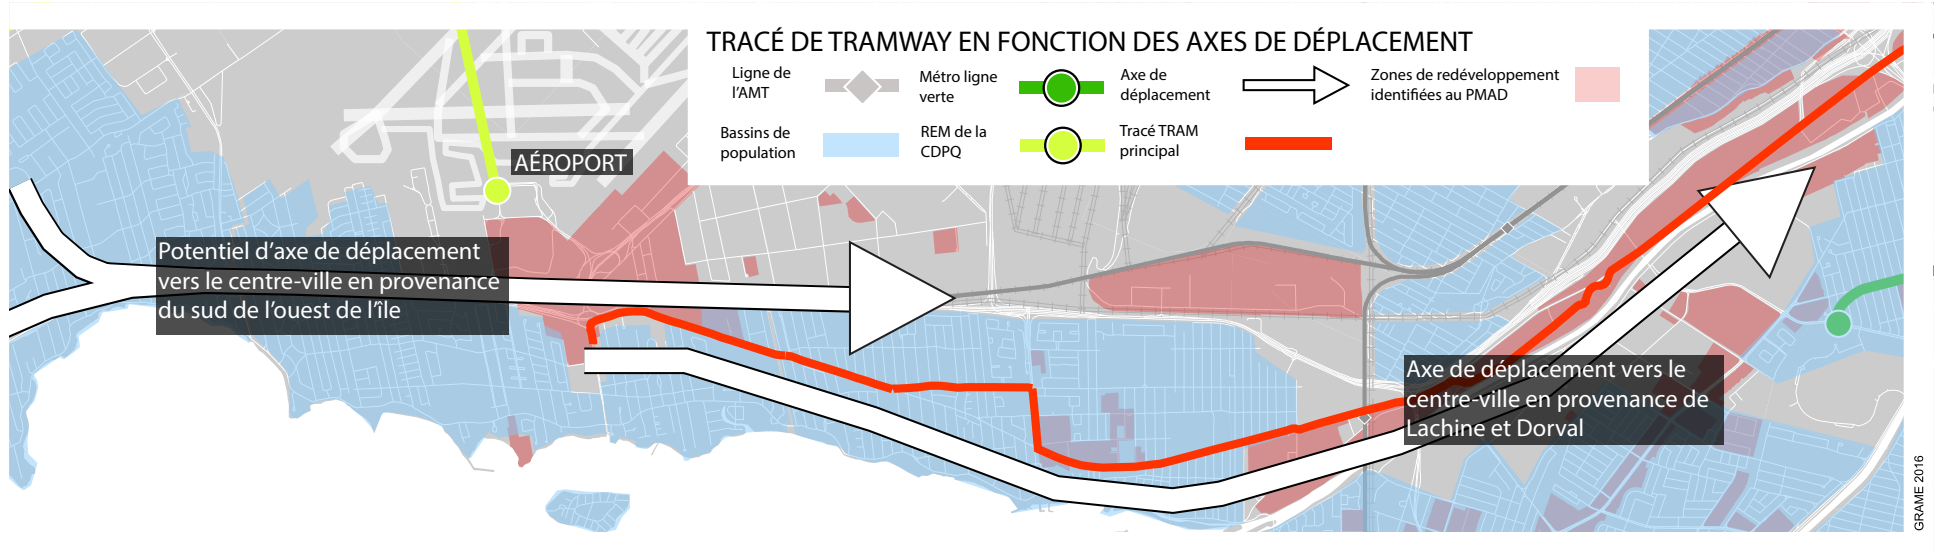 TRACÉ DE TRAMWAY EN FONCTION DES AXES DE DÉPLACEMENT
Ligne de
l'AMT
Métro ligne
verte
Axe de
déplacement
Zones de redéveloppement
identifiées au PMAD
Bassins de
population
REM de la
CDPQ
Tracé TRAM
principal
AÉROPORT
Potentiel d'axe de déplacement
vers le centre-ville en provenance
du sud de l'ouest de l'île
Axe de déplacement vers le
centre-ville en provenance de
Lachine et Dorval
GRAME 2016